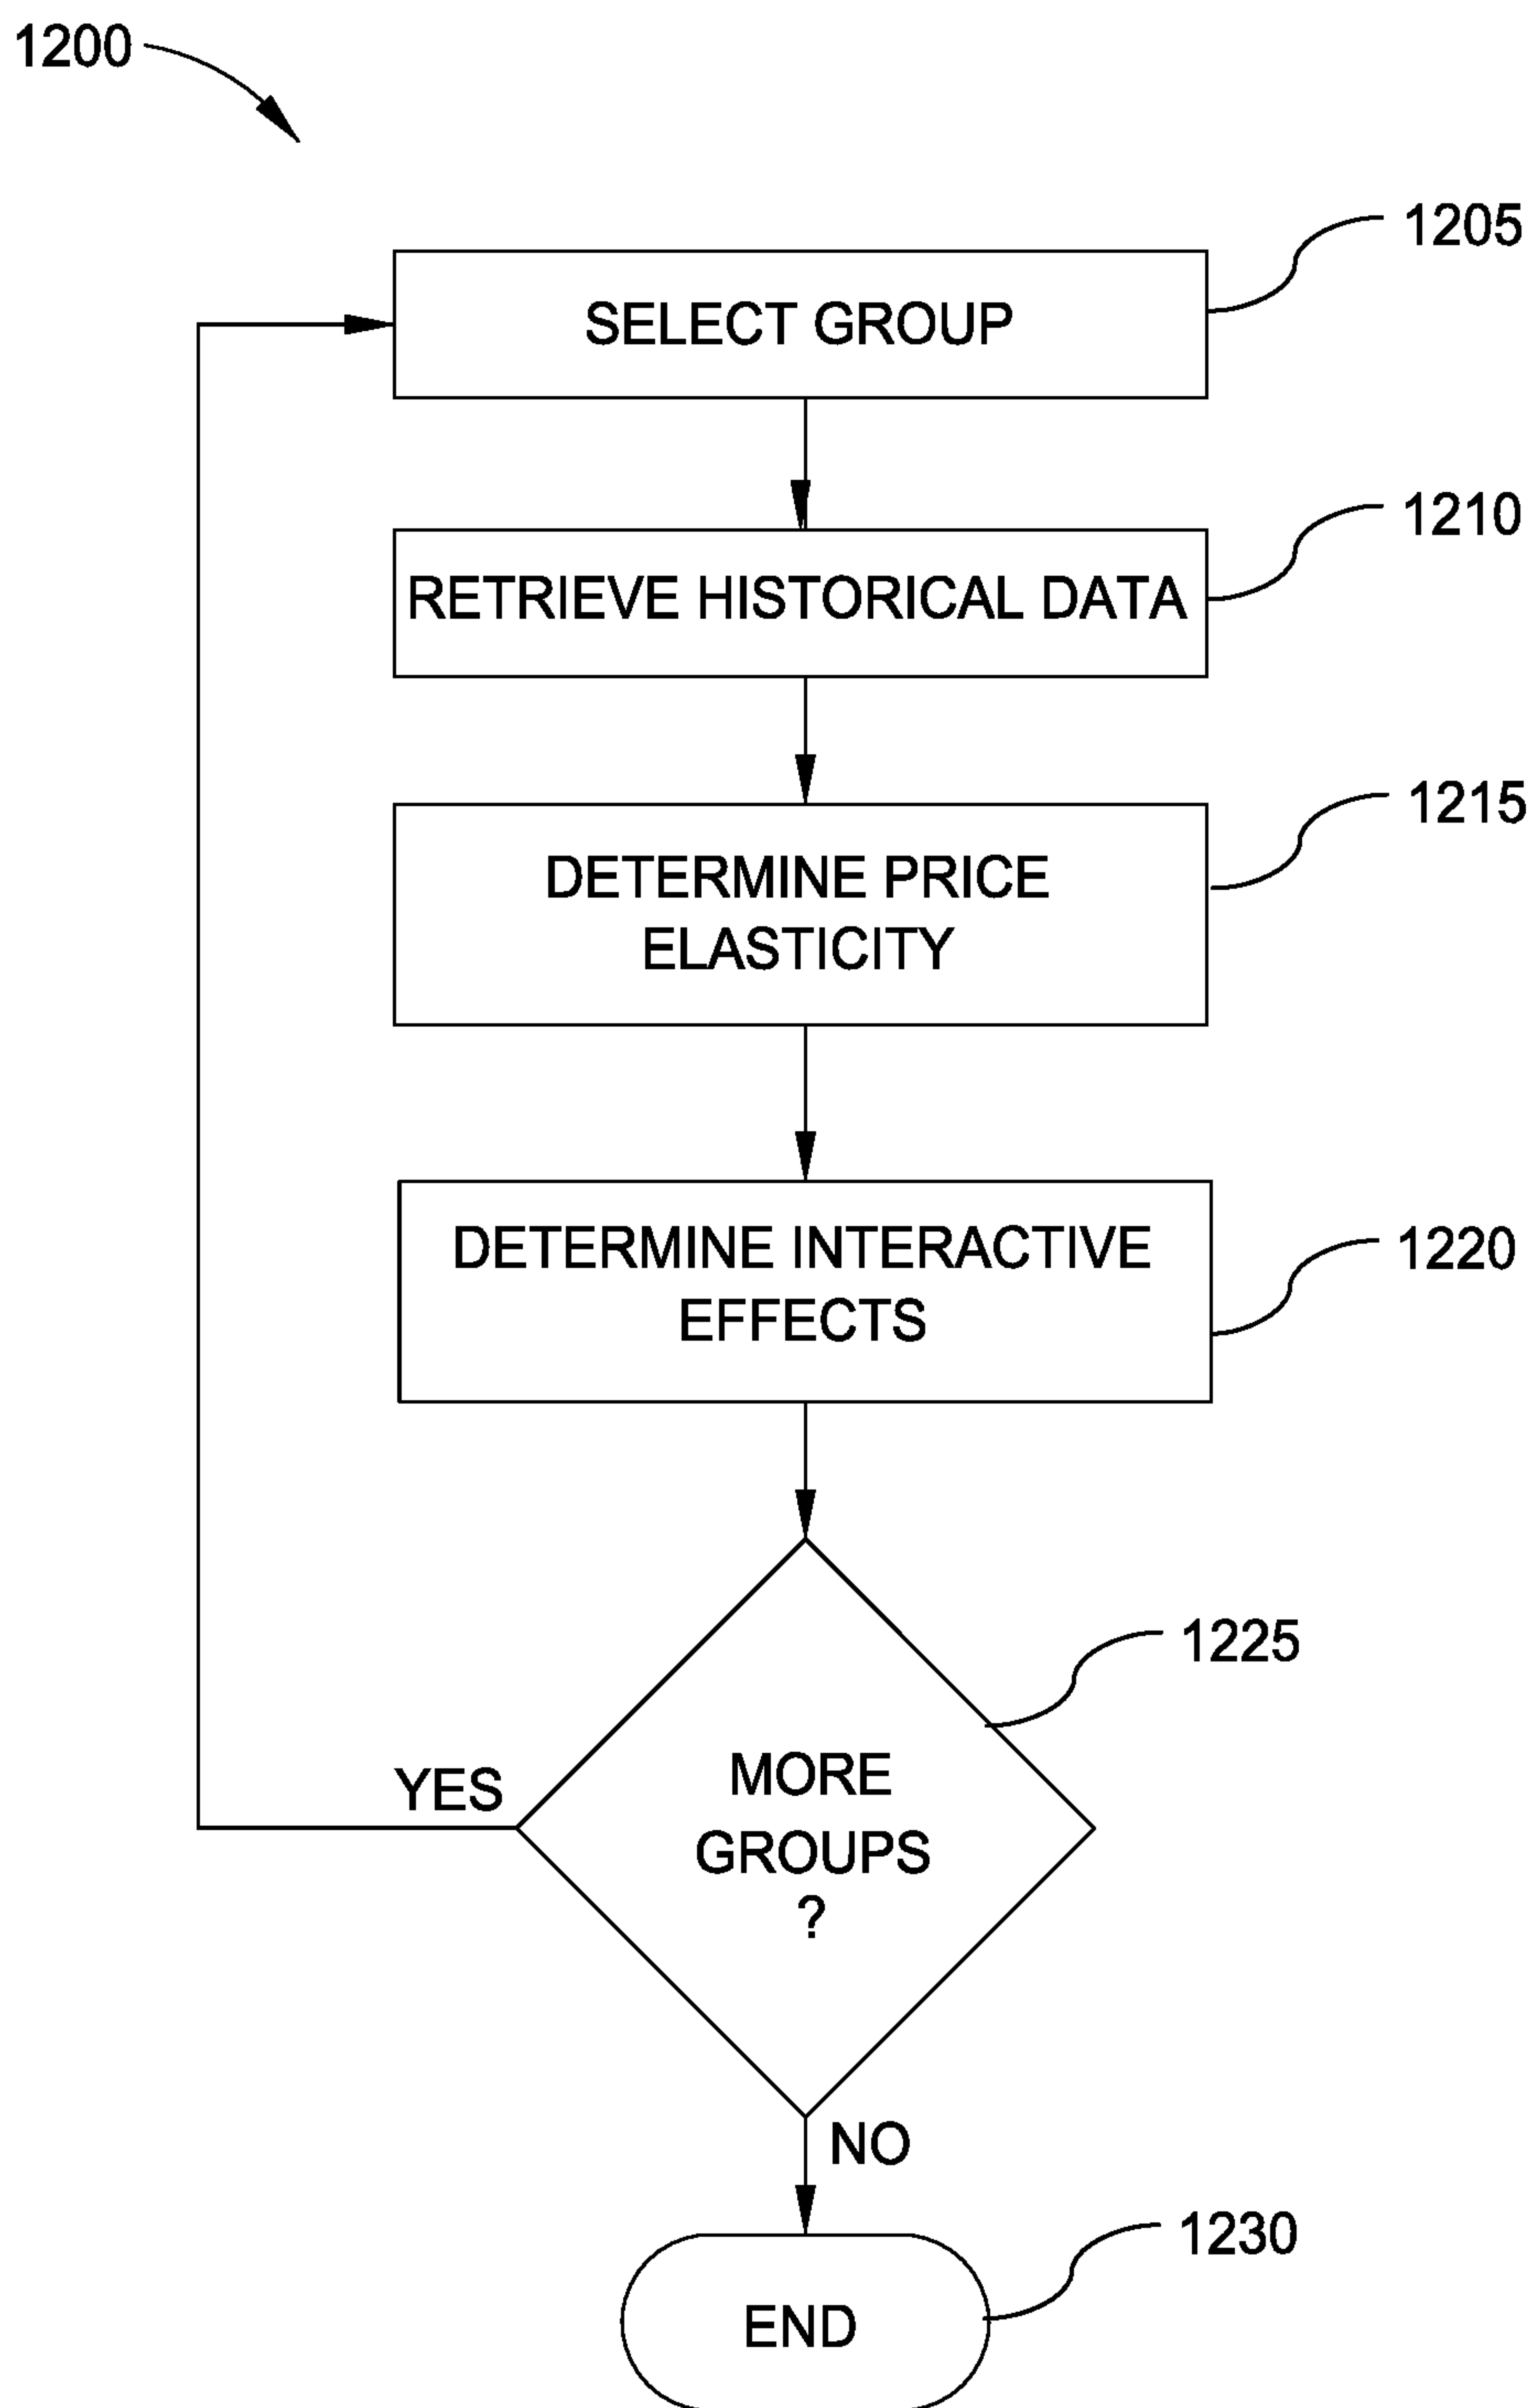 1200
1205
SELECT GROUP
1210
RETRIEVE HISTORICAL DATA
1215
DETERMINE PRICE
ELASTICITY
1220
DETERMINE INTERACTIVE
EFFECTS
1225
MORE
GROUPS
?
YES
NO
1230
END